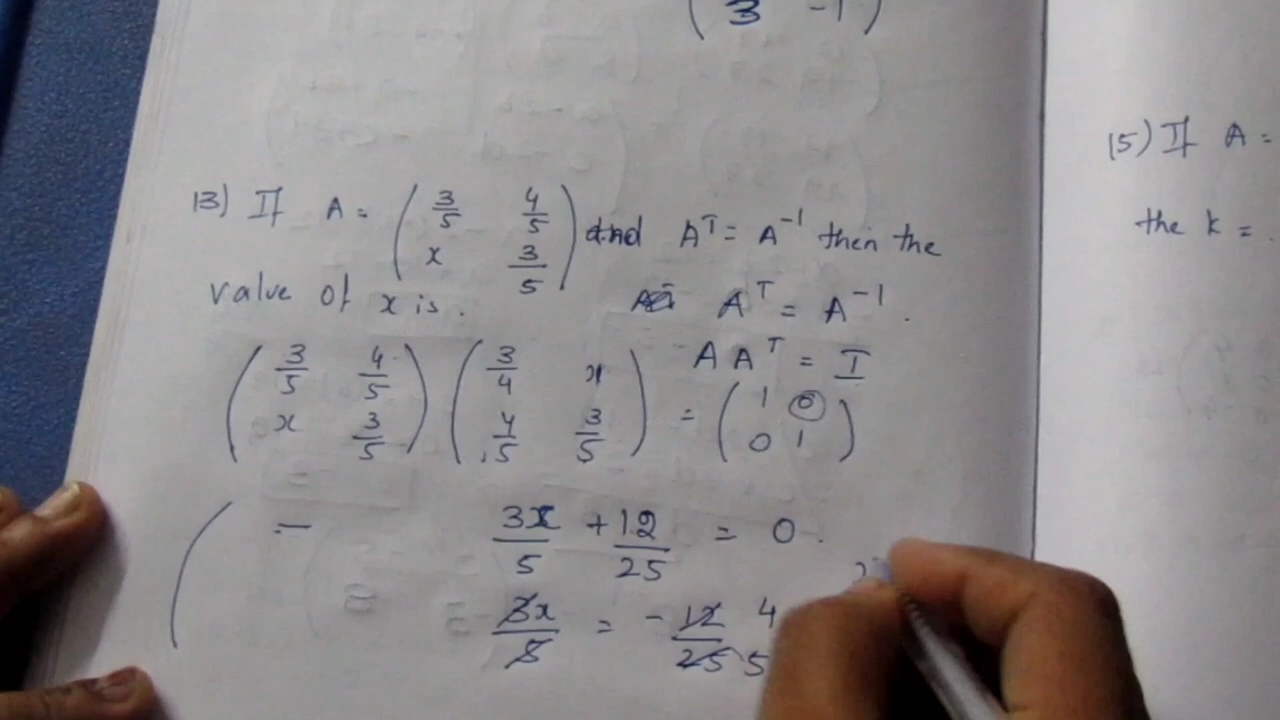 ( 3 -1 )
13) If A = ( 3/5 4/5 ) and A^T = A^-1 then the
( x 3/5 )
value of x is. A^T = A^-1.
A A^T = I
( 3/5 4/5 ) ( 3/4 x ) = ( 1 0 )
( x 3/5 ) ( 4/5 3/5 ) ( 0 1 )
( - 3x/5 + 12/25 = 0.
3x/5 = - 12/25 4
5
15) If A =
the k =